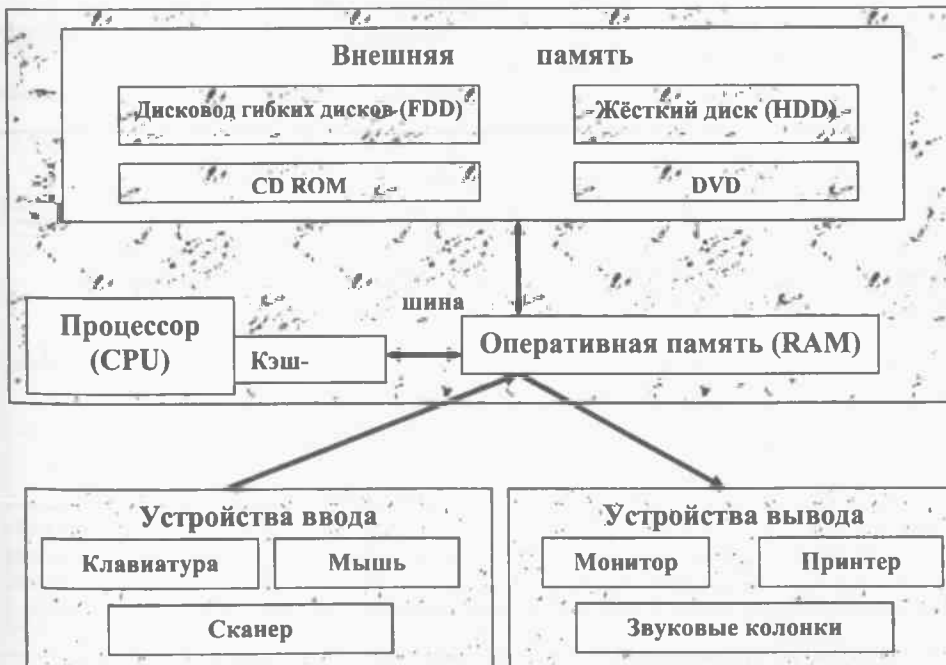 Внешняя память
Дисковод гибких дисков (FDD)
Жёсткий диск (HDD)
CD ROM
DVD
шина
Процессор
(CPU)
Кэш-
Оперативная память (RAM)
Устройства ввода
Клавиатура
Мышь
Сканер
Устройства вывода
Монитор
Принтер
Звуковые колонки